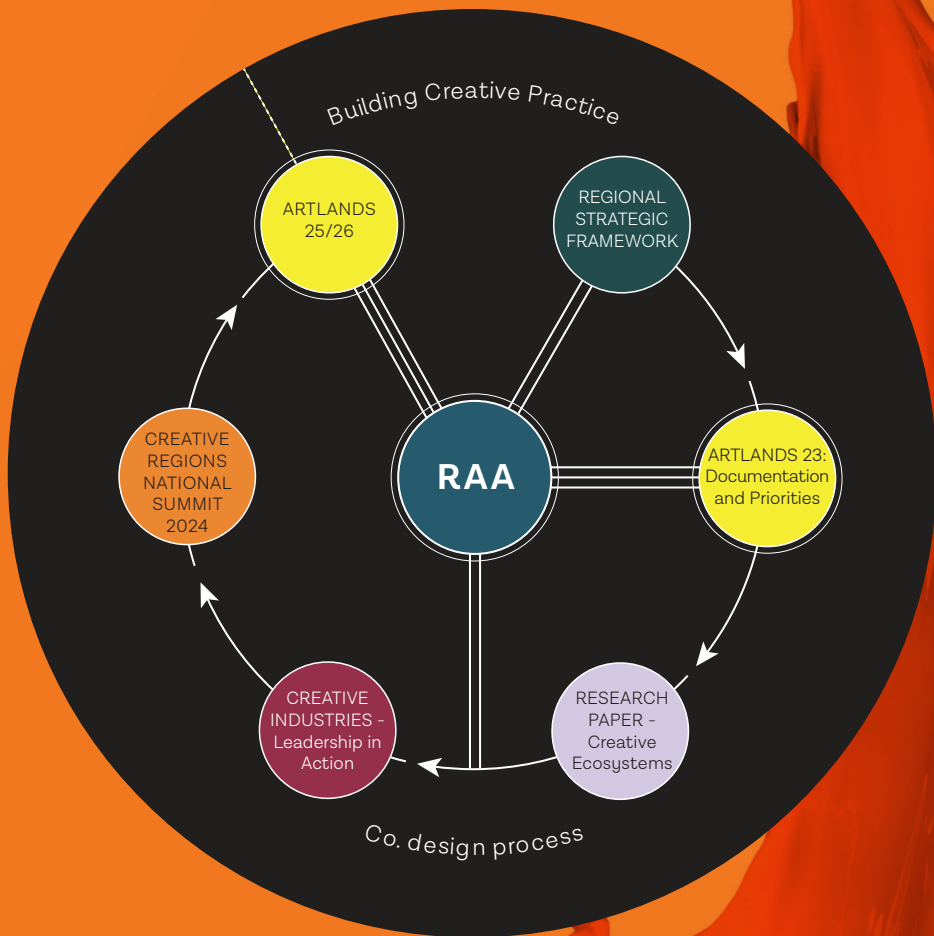 Building Creative Practice
ARTLANDS
25/26
REGIONAL
STRATEGIC
FRAMEWORK
RAA
ARTLANDS 23:
Documentation
and Priorities
CREATIVE
REGIONS
NATIONAL
SUMMIT
2024
CREATIVE
INDUSTRIES -
Leadership in
Action
RESEARCH
PAPER -
Creative
Ecosystems
Co. design process